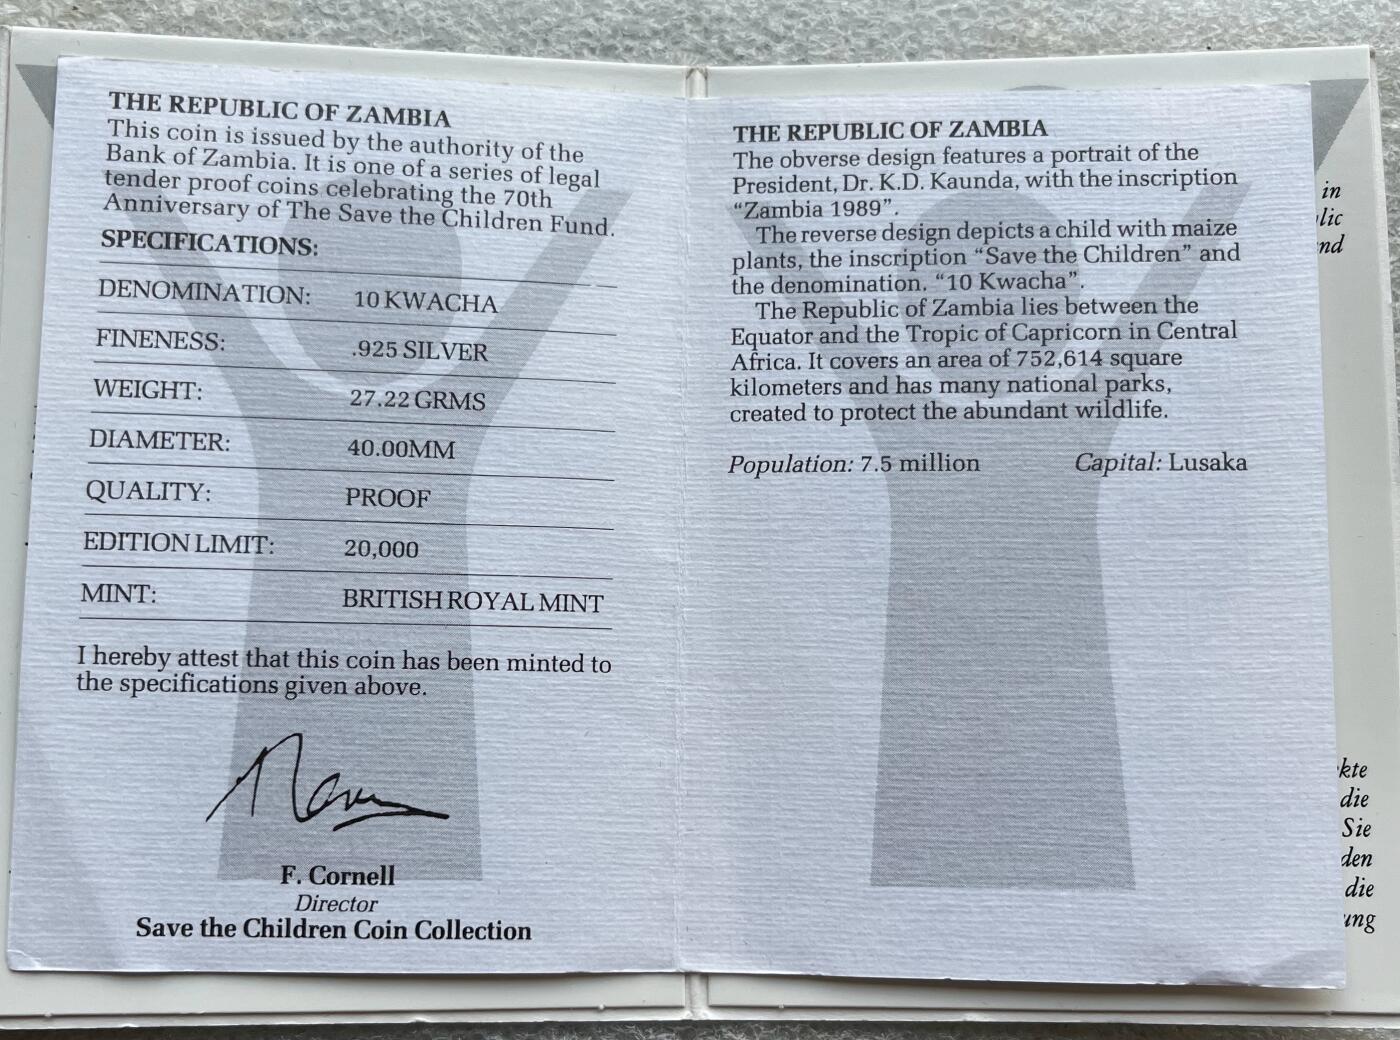 THE REPUBLIC OF ZAMBIA
This coin is issued by the authority of the
Bank of Zambia. It is one of a series of legal
tender proof coins celebrating the 70th
Anniversary of The Save the Children Fund.
SPECIFICATIONS:
DENOMINATION: 10 KWACHA
FINENESS: .925 SILVER
WEIGHT: 27.22 GRMS
DIAMETER: 40.00MM
QUALITY: PROOF
EDITION LIMIT: 20,000
MINT: BRITISH ROYAL MINT
I hereby attest that this coin has been minted to
the specifications given above.
F. Cornell
Director
Save the Children Coin Collection
THE REPUBLIC OF ZAMBIA
The obverse design features a portrait of the
President, Dr. K.D. Kaunda, with the inscription
“Zambia 1989”.
The reverse design depicts a child with maize
plants, the inscription “Save the Children” and
the denomination. “10 Kwacha”.
The Republic of Zambia lies between the
Equator and the Tropic of Capricorn in Central
Africa. It covers an area of 752,614 square
kilometers and has many national parks,
created to protect the abundant wildlife.
Population: 7.5 million Capital: Lusaka
in
die
Sie
die